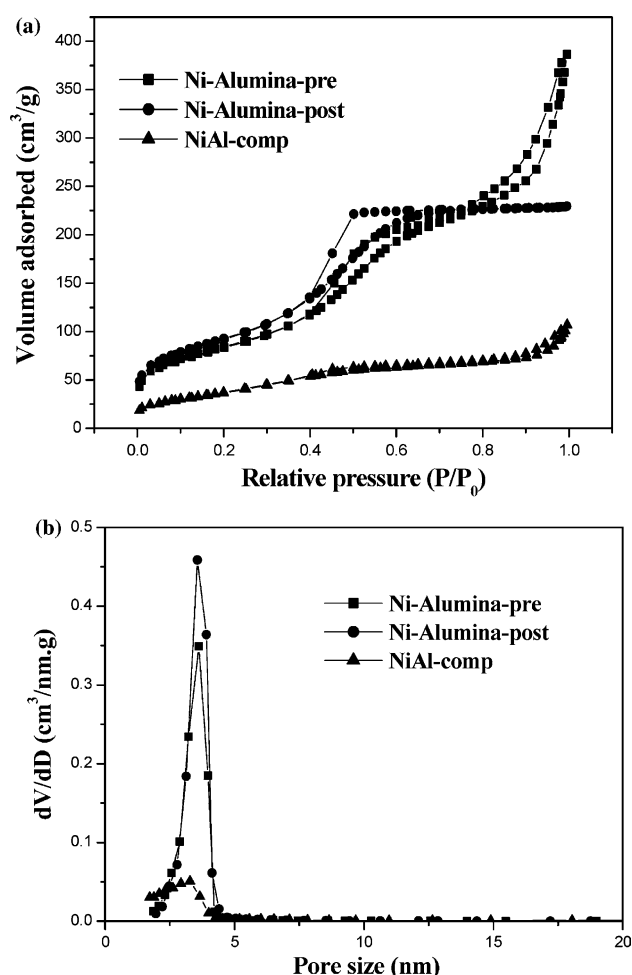 (a)
400
350
300
250
200
150
100
50
0
Volume adsorbed (cm³/g)
Ni-Alumina-pre
Ni-Alumina-post
NiAl-comp
0.0 0.2 0.4 0.6 0.8 1.0
Relative pressure (P/P₀)
(b)
0.5
0.4
0.3
0.2
0.1
0.0
dV/dD (cm³/nm.g)
Ni-Alumina-pre
Ni-Alumina-post
NiAl-comp
0 5 10 15 20
Pore size (nm)